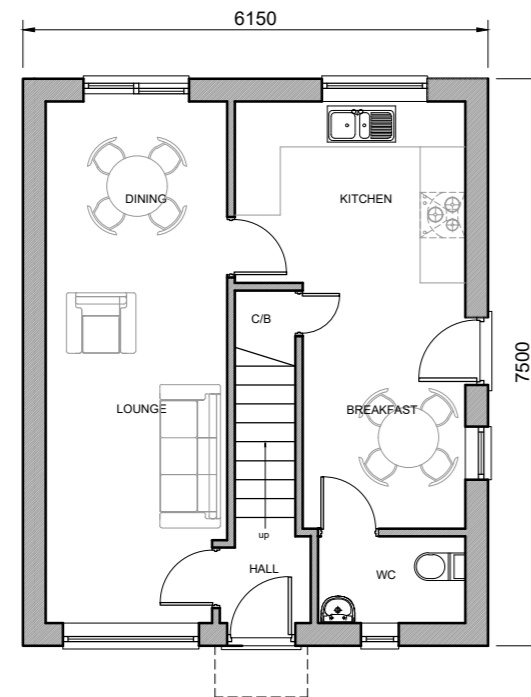 6150
DINING
KITCHEN
C/B
7500
LOUNGE
BREAKFAST
up
HALL
WC